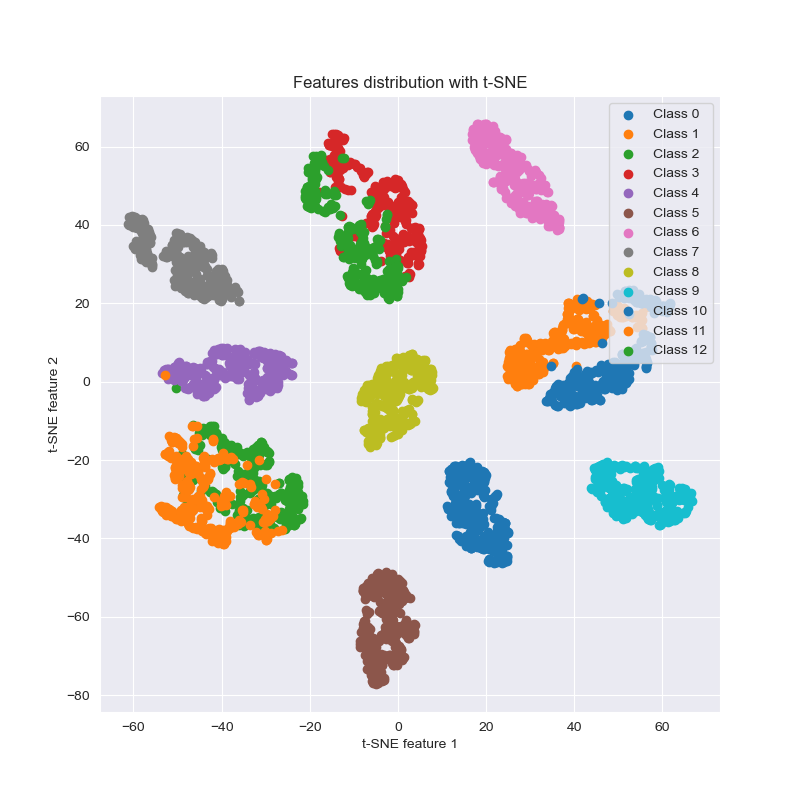 Features distribution with t-SNE
Class 0
Class 1
Class 2
Class 3
Class 4
Class 5
Class 6
Class 7
Class 8
Class 9
Class 10
Class 11
Class 12
60
40
20
0
−20
−40
−60
−80
t-SNE feature 2
−60 −40 −20 0 20 40 60
t-SNE feature 1